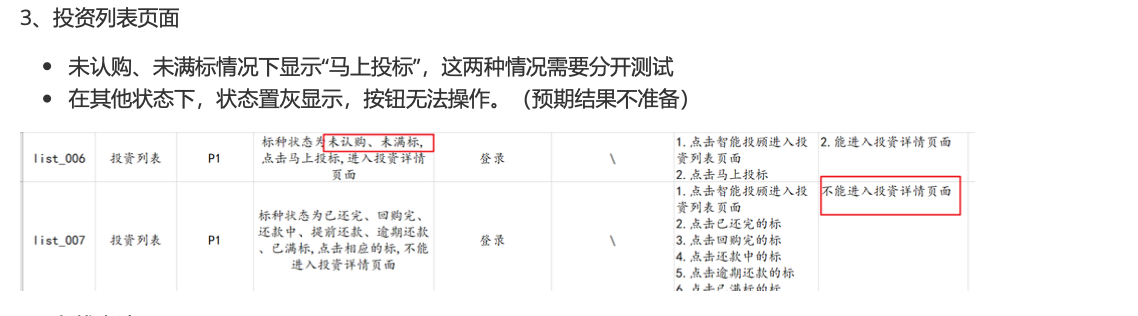 3、投资列表页面
未认购、未满标情况下显示“马上投标”，这两种情况需要分开测试
在其他状态下，状态置灰显示，按钮无法操作。（预期结果不准备）
list_006
投资列表
P1
标种状态为未认购、未满标,
点击马上投标,进入投资详情
页面
登录
\
1.点击智能投顾进入投
资列表页面
2.点击马上投标
2.能进入投资详情页面
list_007
投资列表
P1
标种状态为已还完、回购完、
还款中、提前还款、逾期还款
、已满标,点击相应的标,不能
进入投资详情页面
登录
\
1.点击智能投顾进入投
资列表页面
2.点击已还完的标
3.点击回购完的标
4.点击还款中的标
5.点击逾期还款的标
6.点击已满标的标
不能进入投资详情页面